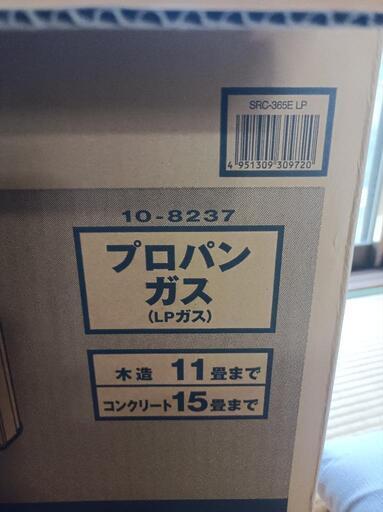 SRC-365E LP
4 951309 309720
10-8237
プロパン
ガス
(LPガス)
木造 11畳まで
コンクリート15畳まで